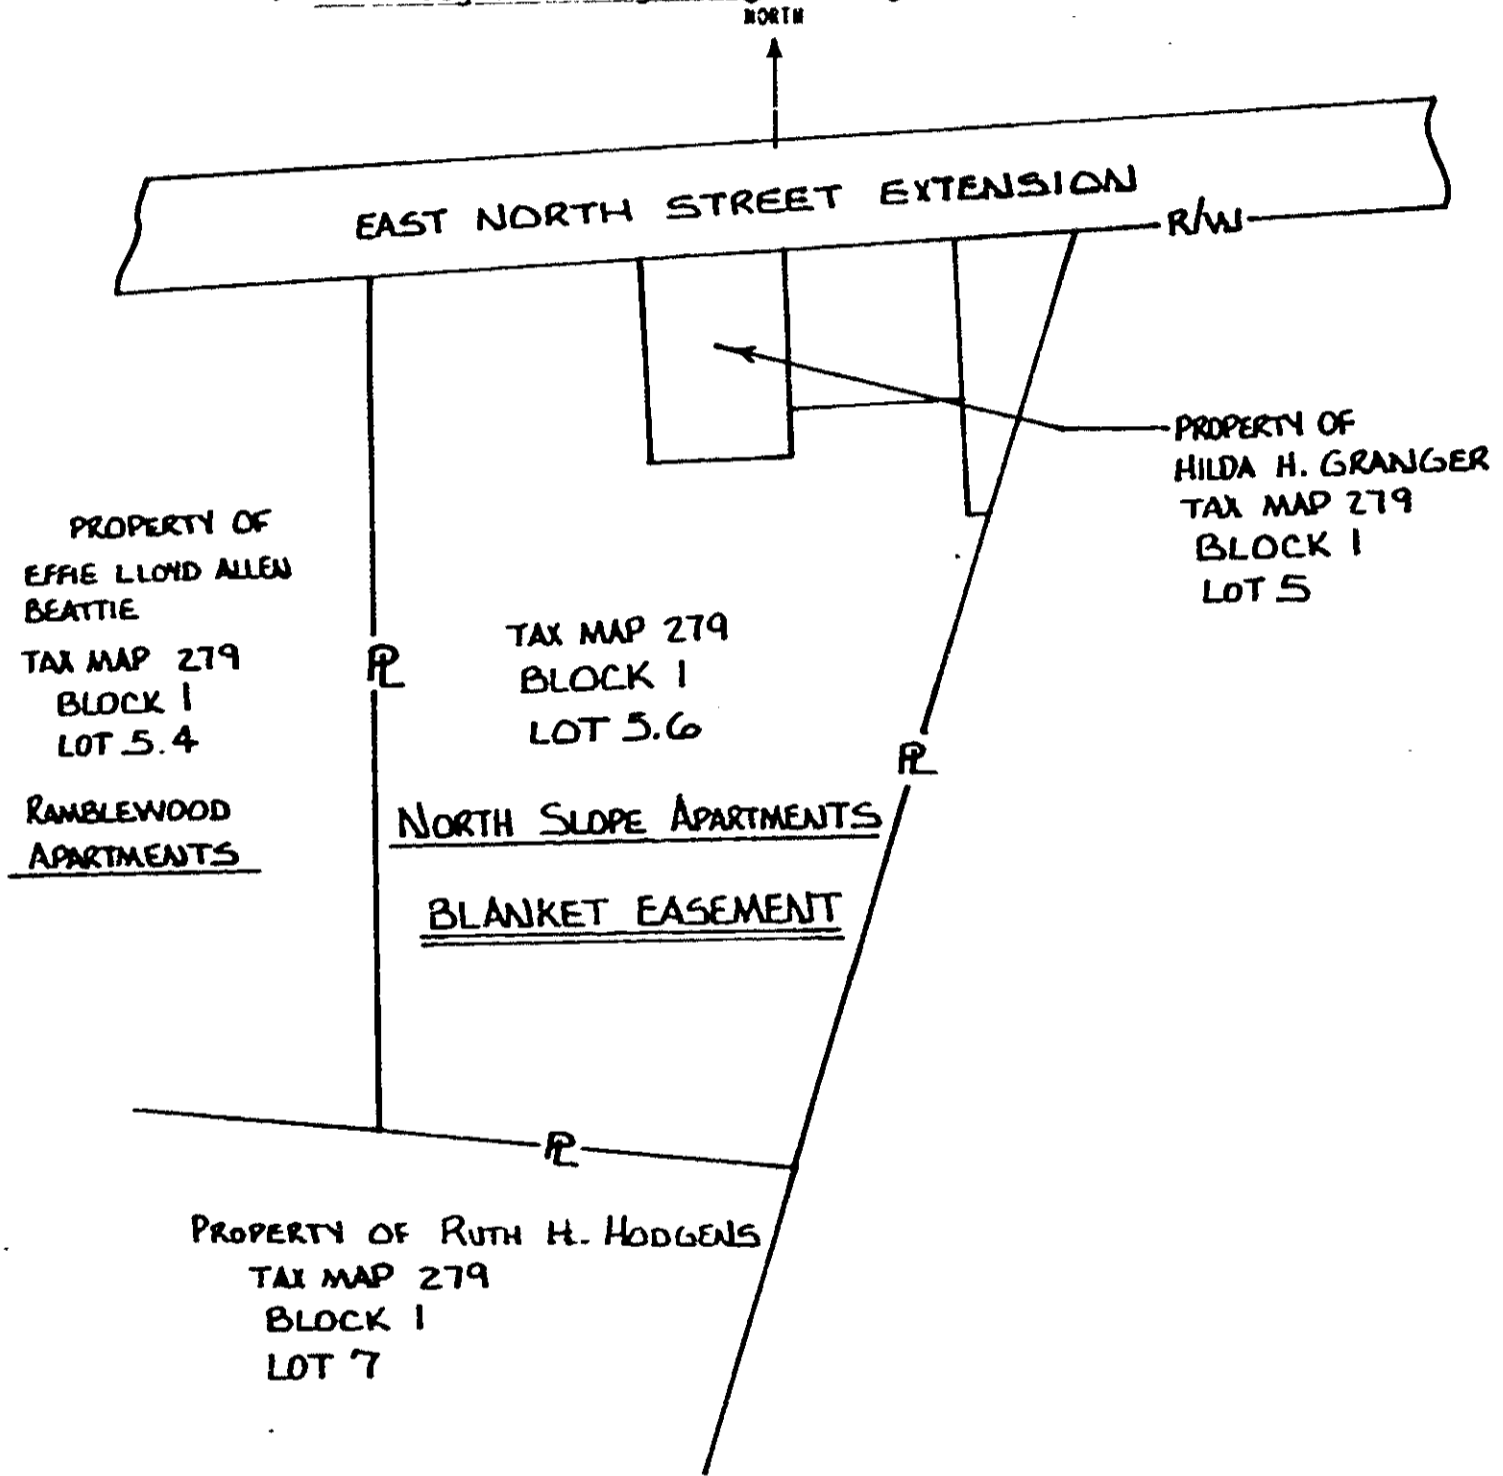 NORTH
EAST NORTH STREET EXTENSION
R/W
PROPERTY OF
HILDA H. GRANGER
TAX MAP 279
BLOCK 1
LOT 5
PROPERTY OF
EFFIE LLOYD ALLEN
BEATTIE
TAX MAP 279
BLOCK 1
LOT 5.4
RAMBLEWOOD
APARTMENTS
PL
TAX MAP 279
BLOCK 1
LOT 5.6
PL
NORTH SLOPE APARTMENTS
BLANKET EASEMENT
PL
PROPERTY OF RUTH H. HODGENS
TAX MAP 279
BLOCK 1
LOT 7